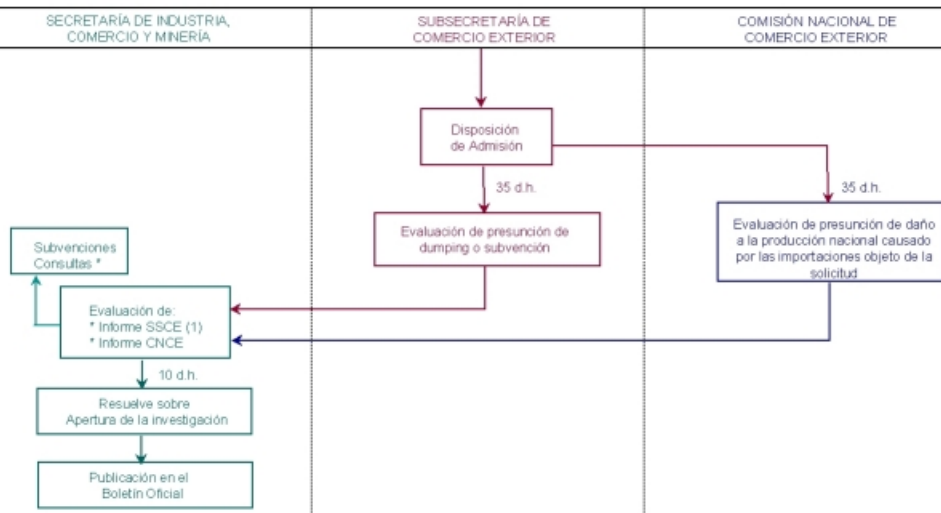 SECRETARÍA DE INDUSTRIA,
COMERCIO Y MINERÍA
SUBSECRETARÍA DE
COMERCIO EXTERIOR
COMISIÓN NACIONAL DE
COMERCIO EXTERIOR
Disposición
de Admisión
35 d.h.
35 d.h.
Evaluación de presunción de
dumping o subvención
Evaluación de presunción de daño
a la producción nacional causado
por las importaciones objeto de la
solicitud
Subvenciones
Consultas *
Evaluación de:
* Informe SSCE (1)
* Informe CNCE
10 d.h.
Resuelve sobre
Apertura de la investigación
Publicación en el
Boletín Oficial